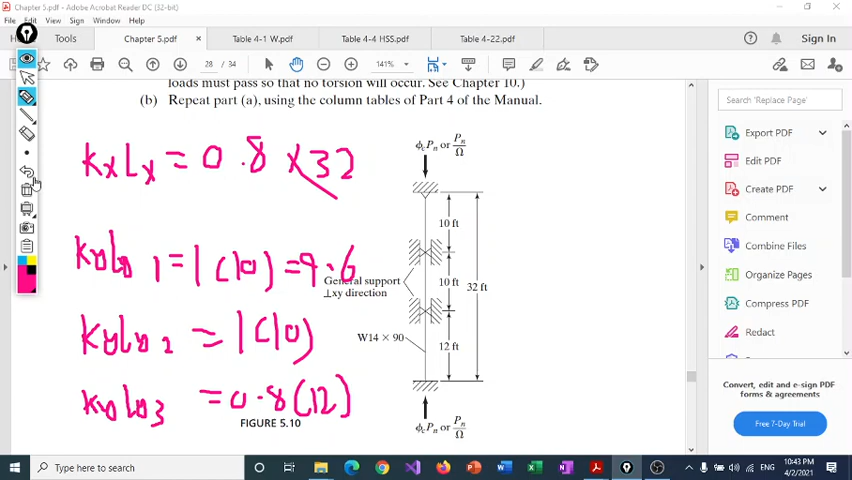 Chapter 5.pdf - Adobe Acrobat Reader DC (32-bit)
File Edit View Sign Window Help
Tools
Chapter 5.pdf ×
Table 4-1 W.pdf
Table 4-4 HSS.pdf
Table 4-22.pdf
Sign In
28 / 34
141%
loads must pass so that no torsion will occur. See Chapter 10.)
(b) Repeat part (a), using the column tables of Part 4 of the Manual.
KxLx = 0.8 x 32
KyLy 1 = 1 (10) = 9.6
KyLy 2 = 1 (10)
KyLy 3 = 0.8 (12)
ϕcPn or Pn/Ω
10 ft
General support
⊥xy direction
10 ft
32 ft
W14 × 90
12 ft
ϕcPn or Pn/Ω
FIGURE 5.10
Search 'Replace Page'
Export PDF
Edit PDF
Create PDF
Comment
Combine Files
Organize Pages
Compress PDF
Redact
Convert, edit and e-sign PDF
forms & agreements
Free 7-Day Trial
Type here to search
ENG
10:43 PM
4/2/2021